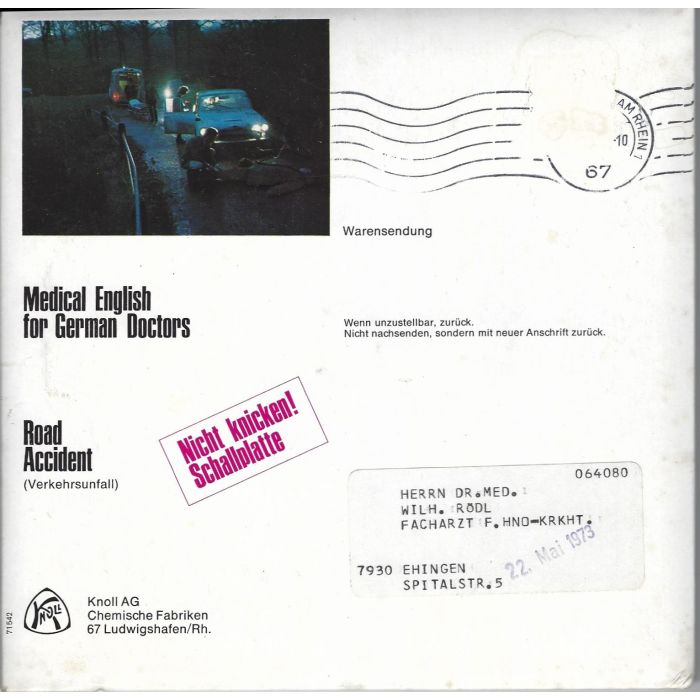 AM RHEIN 1
-10
67
Warensendung
Medical English
for German Doctors
Wenn unzustellbar, zurück.
Nicht nachsenden, sondern mit neuer Anschrift zurück.
Road
Accident
(Verkehrsunfall)
Nicht knicken!
Schallplatte
064080
HERRN DR.MED.
WILH. RÖDL
FACHARZT F.HNO-KRKHT.
7930 EHINGEN
SPITALSTR.5
22. Mai 1973
71542
KNOLL
Knoll AG
Chemische Fabriken
67 Ludwigshafen/Rh.